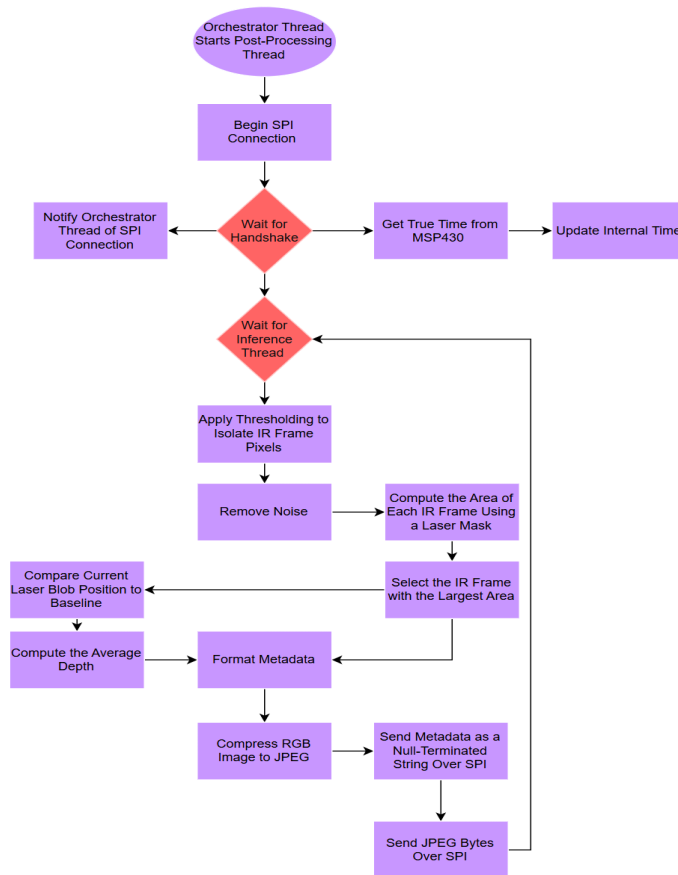 Orchestrator Thread
Starts Post-Processing
Thread
Begin SPI
Connection
Notify Orchestrator
Thread of SPI
Connection
Wait for
Handshake
Get True Time from
MSP430
Update Internal Time
Wait for
Inference
Thread
Apply Thresholding to
Isolate IR Frame
Pixels
Remove Noise
Compute the Area of
Each IR Frame Using
a Laser Mask
Compare Current
Laser Blob Position to
Baseline
Select the IR Frame
with the Largest Area
Compute the Average
Depth
Format Metadata
Compress RGB
Image to JPEG
Send Metadata as a
Null-Terminated
String Over SPI
Send JPEG Bytes
Over SPI